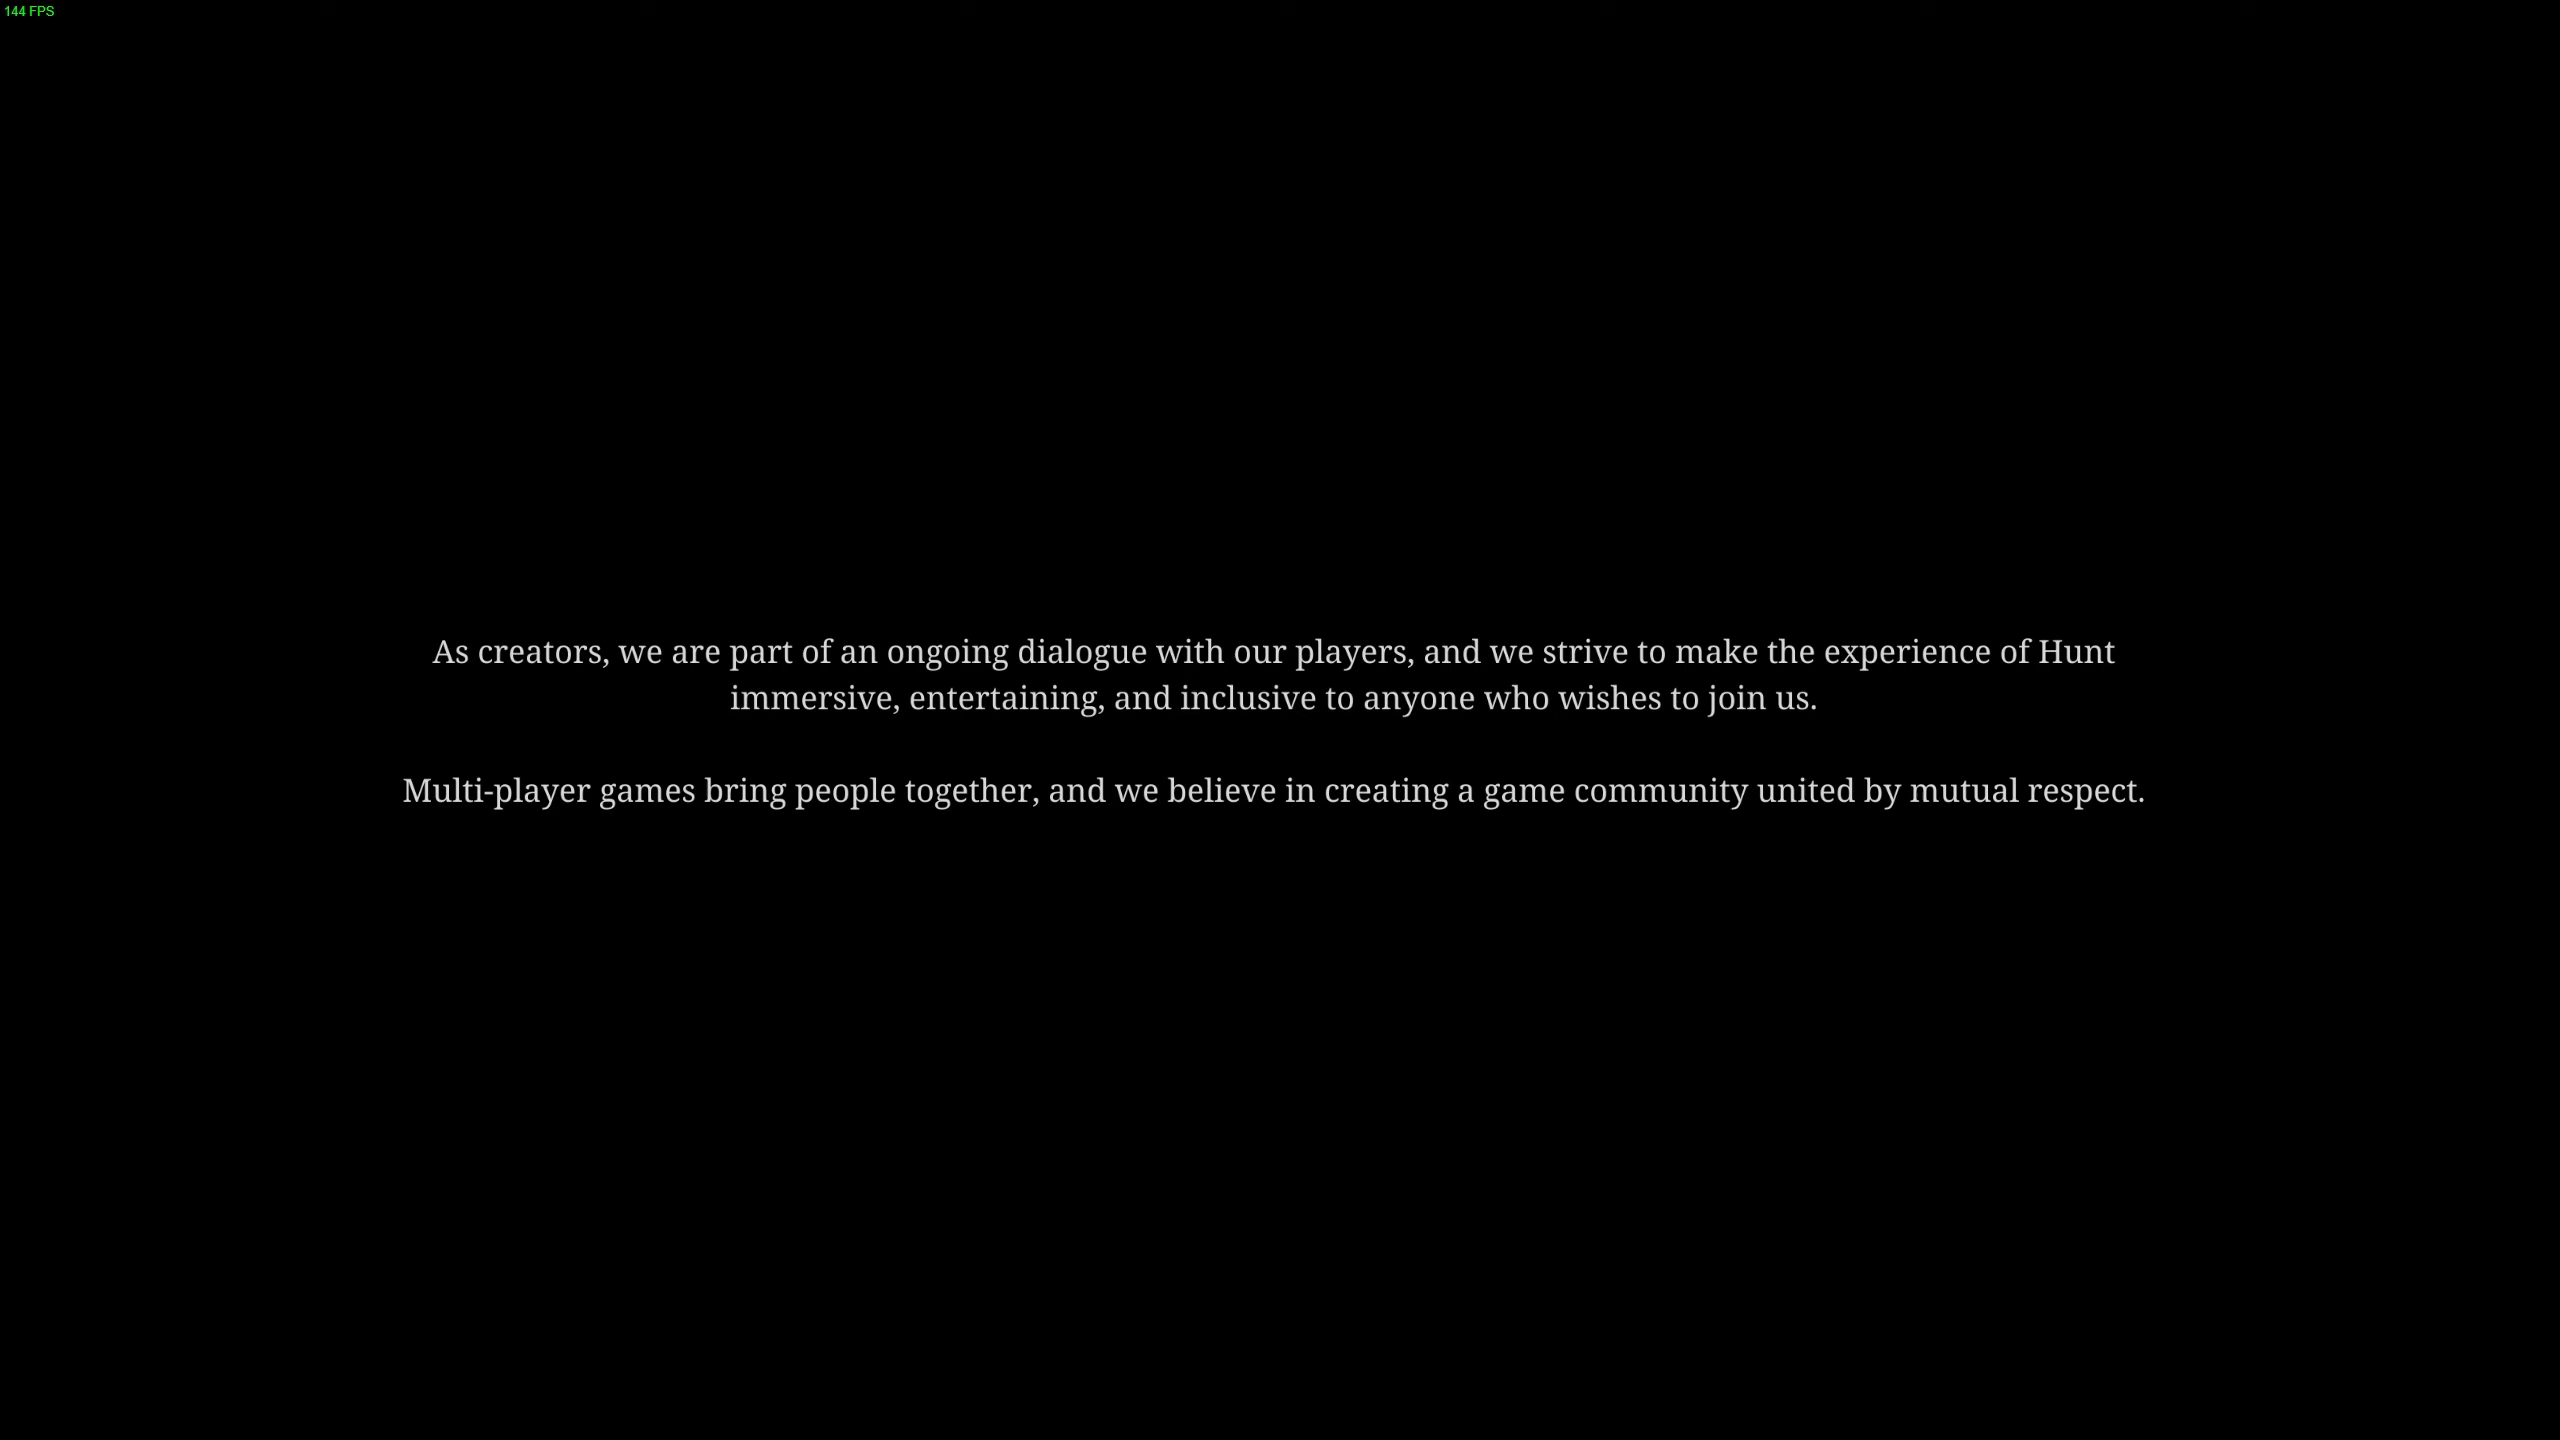 144 FPS
As creators, we are part of an ongoing dialogue with our players, and we strive to make the experience of Hunt
immersive, entertaining, and inclusive to anyone who wishes to join us.
Multi-player games bring people together, and we believe in creating a game community united by mutual respect.